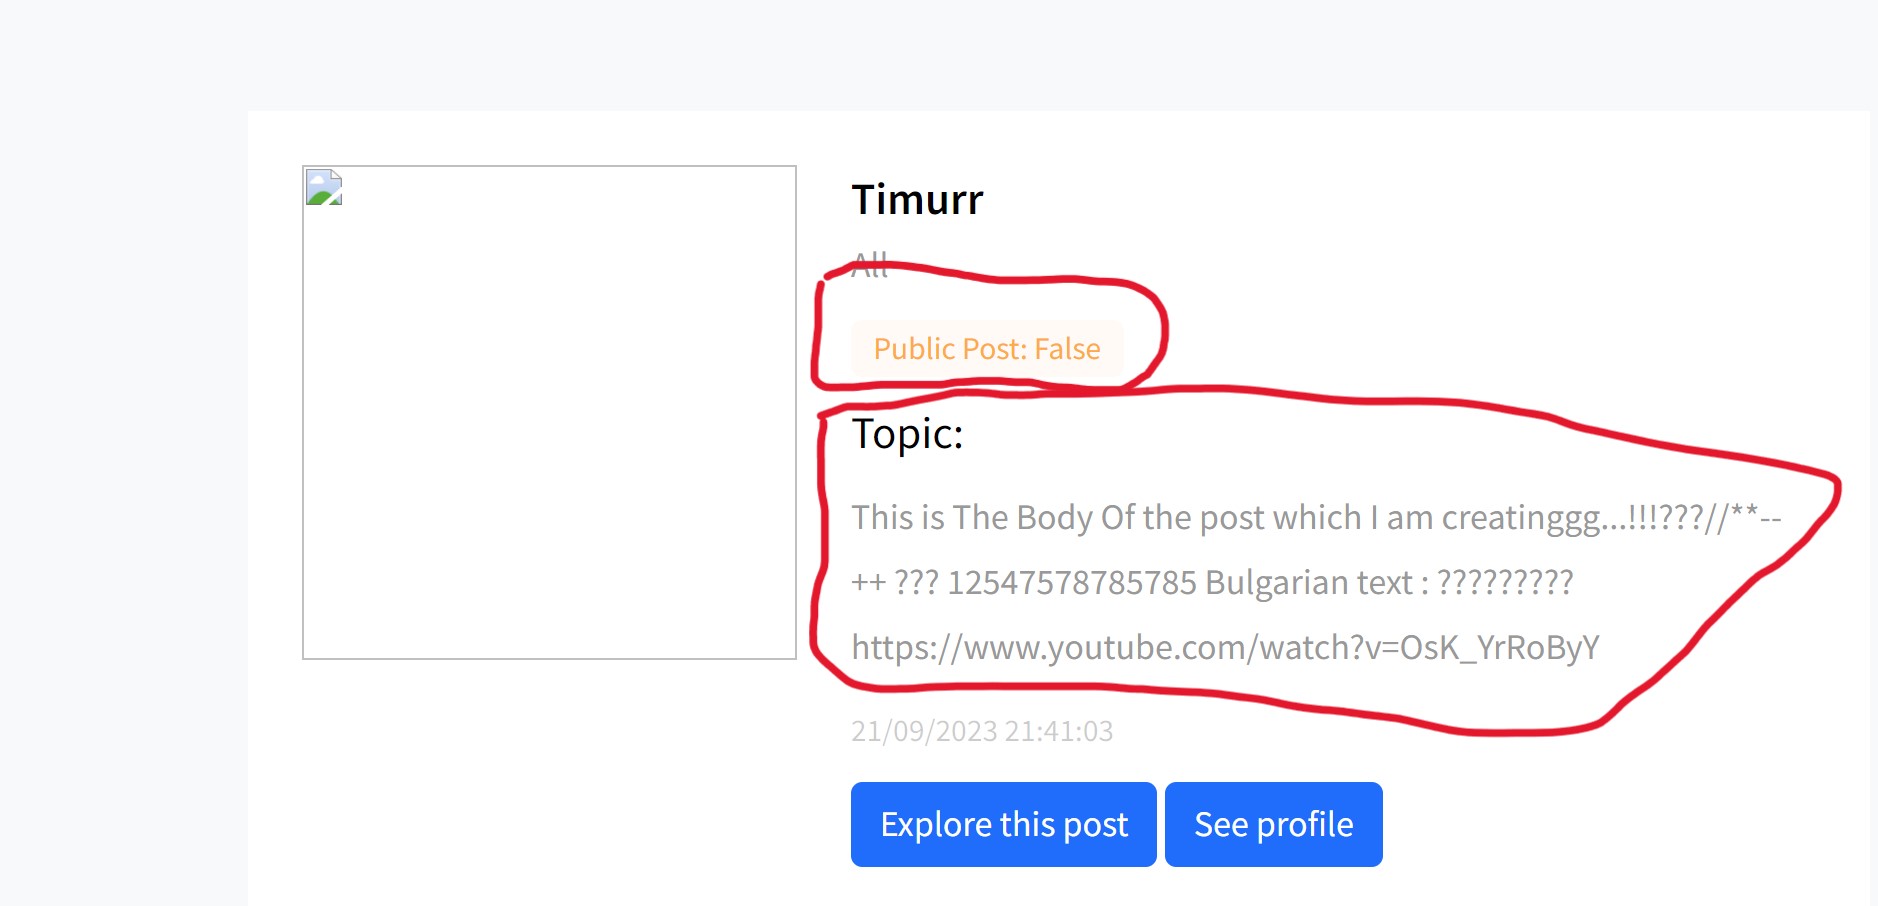 Timurr
All
Public Post: False
Topic:
This is The Body Of the post which I am creatinggg...!!!???//**--
++ ??? 12547578785785 Bulgarian text : ?????????
https://www.youtube.com/watch?v=OsK_YrRoByY
21/09/2023 21:41:03
Explore this post
See profile